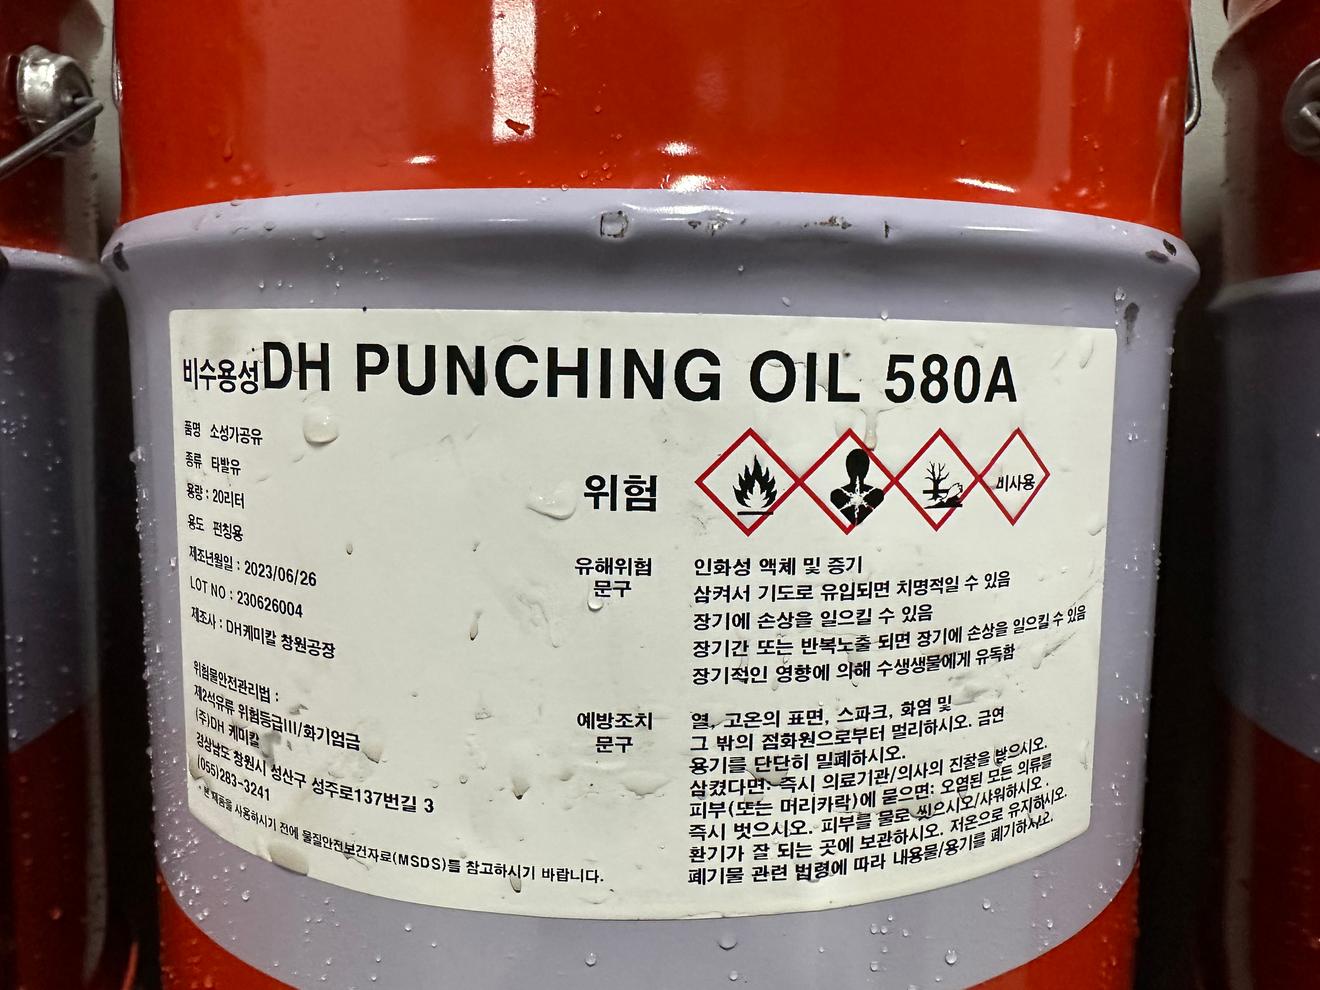 비수용성DH PUNCHING OIL 580A
품명 소성가공유
종류 타발유
용량 : 20리터
용도 펀칭용
제조년월일 : 2023/06/26
LOT NO : 230626004
제조사 : DH케미칼 창원공장
위험물안전관리법 :
제2석유류 위험등급III/화기엄금
(주)DH 케미칼
경상남도 창원시 성산구 성주로137번길 3
(055)283-3241
본 제품을 사용하시기 전에 물질안전보건자료(MSDS)를 참고하시기 바랍니다.
위험
비사용
유해위험
문구
인화성 액체 및 증기
삼켜서 기도로 유입되면 치명적일 수 있음
장기에 손상을 일으킬 수 있음
장기간 또는 반복노출 되면 장기에 손상을 일으킬 수 있음
장기적인 영향에 의해 수생생물에게 유독함
예방조치
문구
열, 고온의 표면, 스파크, 화염 및
그 밖의 점화원으로부터 멀리하시오. 금연
용기를 단단히 밀폐하시오.
삼켰다면: 즉시 의료기관/의사의 진찰을 받으시오.
피부(또는 머리카락)에 묻으면: 오염된 모든 의류를
즉시 벗으시오. 피부를 물로 씻으시오/샤워하시오.
환기가 잘 되는 곳에 보관하시오. 저온으로 유지하시오.
폐기물 관련 법령에 따라 내용물/용기를 폐기하시오.